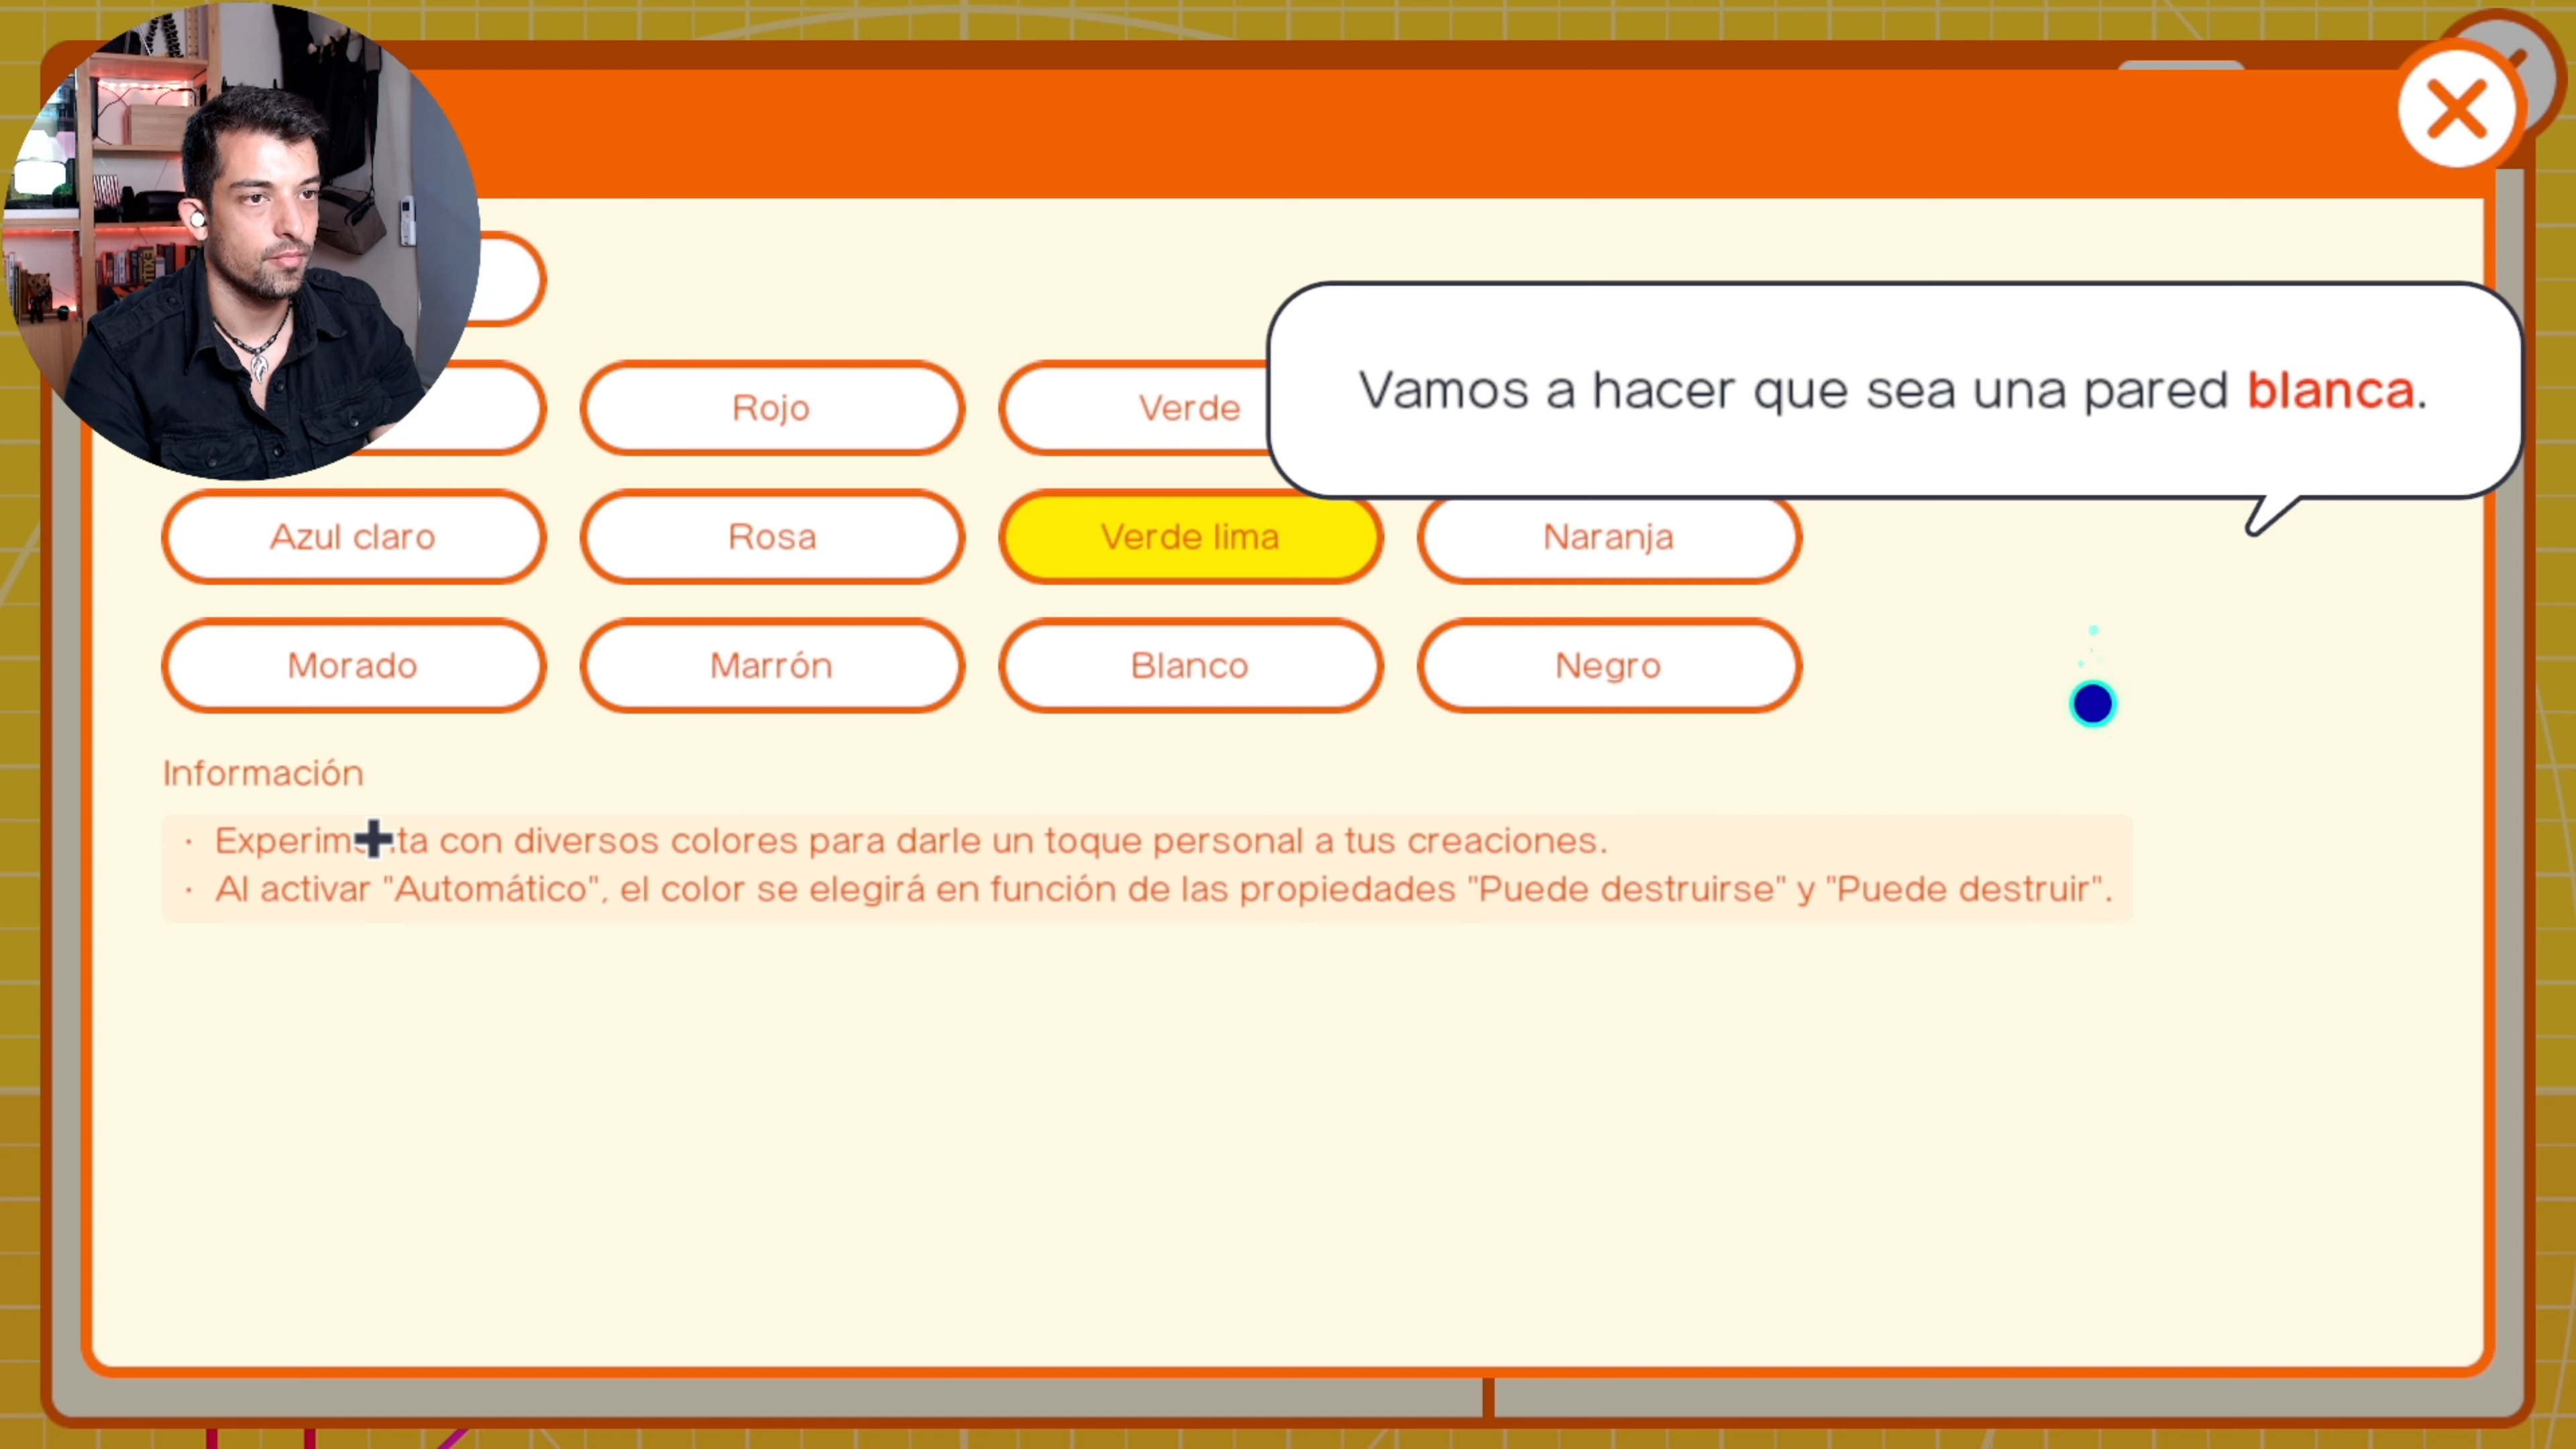 Vamos a hacer que sea una pared blanca.
Rojo
Verde
Azul claro
Rosa
Verde lima
Naranja
Morado
Marrón
Blanco
Negro
Información
· Experim ta con diversos colores para darle un toque personal a tus creaciones.
· Al activar "Automático", el color se elegirá en función de las propiedades "Puede destruirse" y "Puede destruir".